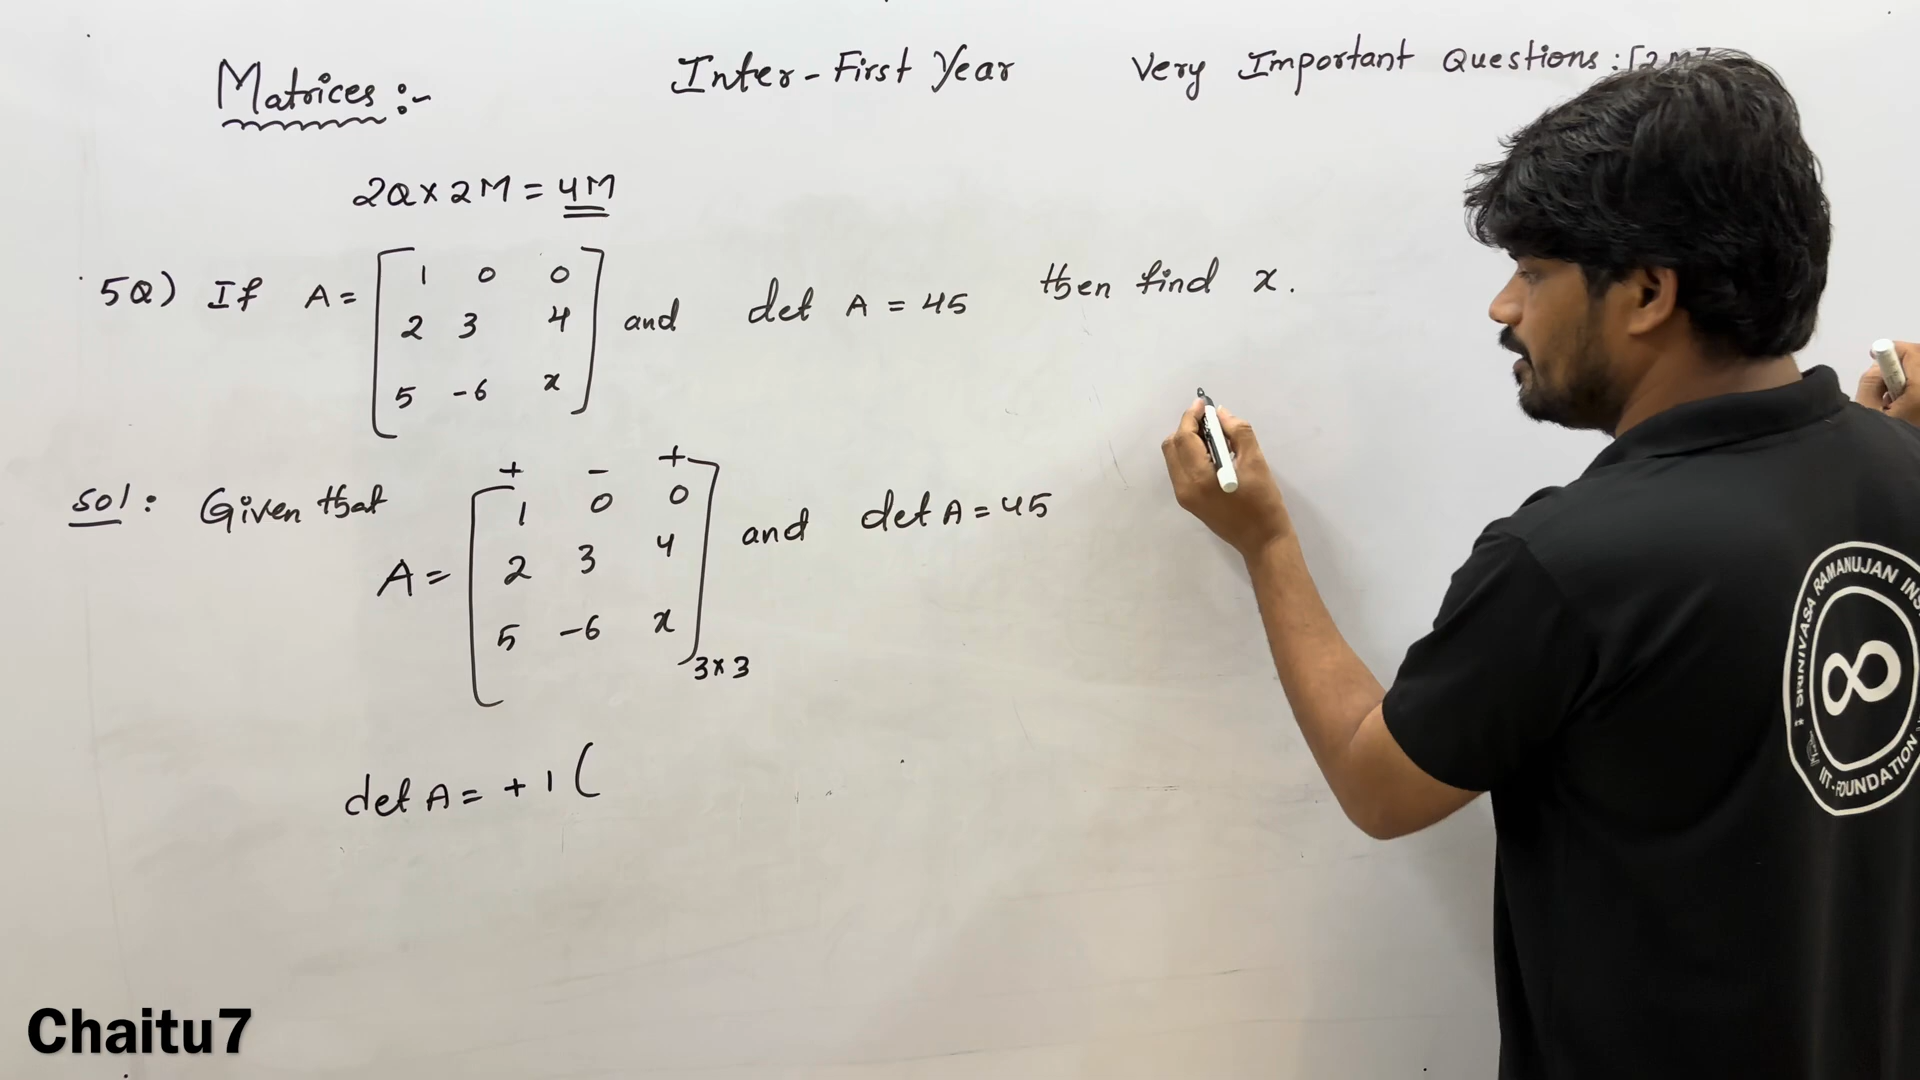 Matrices :-
Inter - First Year
Very Important Questions : [2M]
2Q x 2M = 4M
5Q) If A = [ 1 0 0
2 3 4
5 -6 x ] and det A = 45 then find x.
Sol : Given that
+ - +
A = [ 1 0 0
2 3 4
5 -6 x ] 3x3 and det A = 45
det A = + 1 (
SRINIVASA RAMANUJAN
IIT-FOUNDATION
∞
Chaitu7